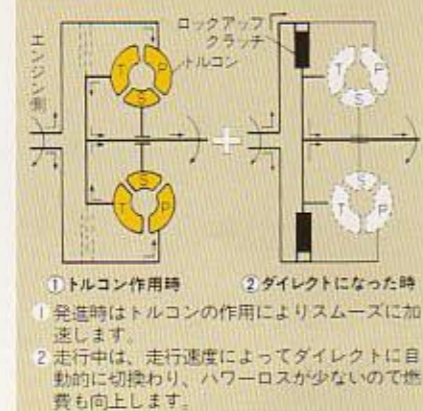 エンジン側
ロックアップ
クラッチ
トルコン
T P
S
S
T P
T P
S
S
T P
①トルコン作用時
②ダイレクトになった時
1 発進時はトルコンの作用によりスムーズに加
速します。
2 走行中は、走行速度によってダイレクトに自
動的に切換わり、パワーロスが少ないので燃
費も向上します。